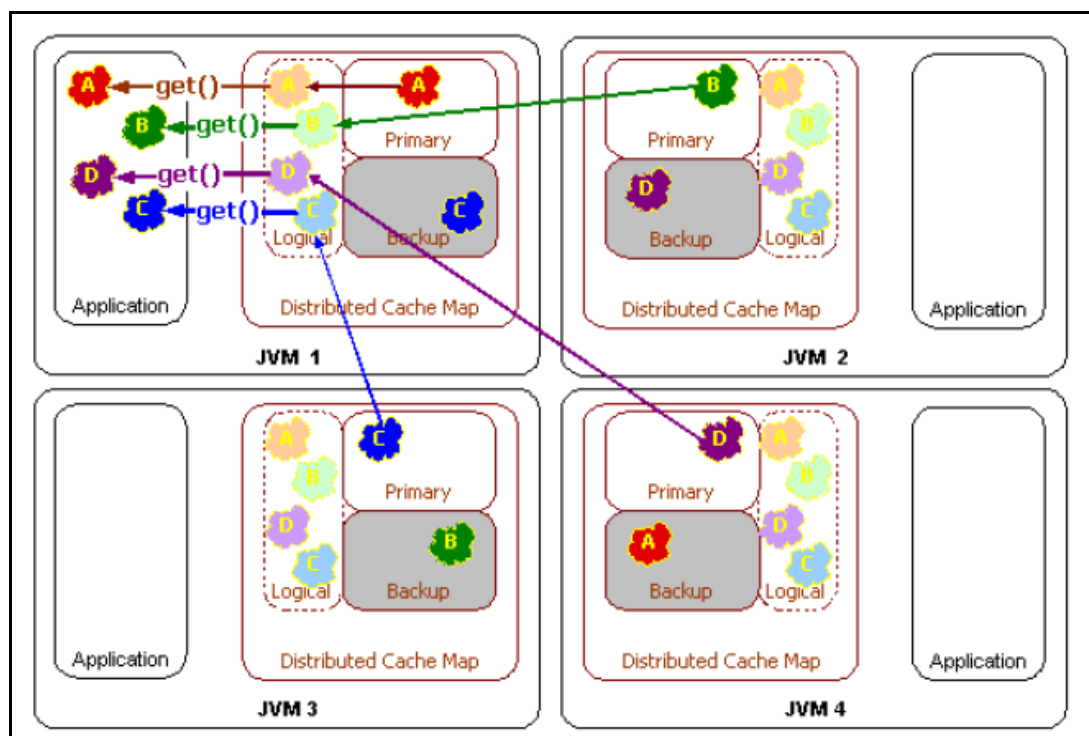 A get() A A
B get() B
Primary
D get() D
C get() C C
Logical Backup
Application
Distributed Cache Map
JVM 1
B A
B
Primary
D D
C
Backup Logical
Distributed Cache Map
Application
JVM 2
A C
B
Primary
D B
C
Logical Backup
Application
Distributed Cache Map
JVM 3
D A
B
Primary
A D
C
Backup Logical
Distributed Cache Map
Application
JVM 4